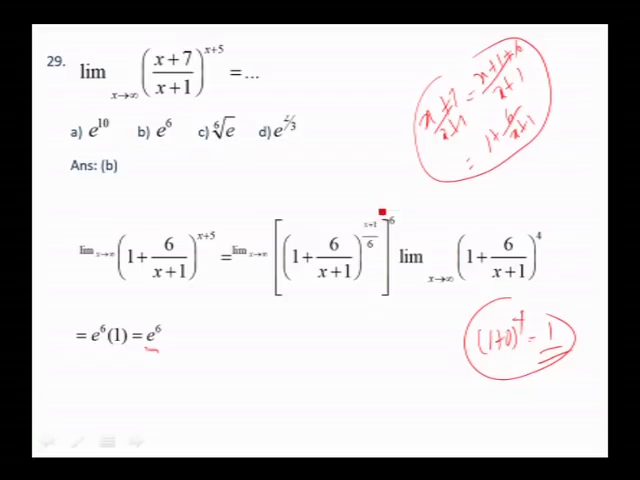 29. lim x→∞ ((x+7)/(x+1))^(x+5) = ...
a) e^10 b) e^6 c) ⁶√e d) e^(2/3)
Ans: (b)
lim x→∞ (1 + 6/(x+1))^(x+5) = lim x→∞ [(1 + 6/(x+1))^((x+1)/6)]^6 lim x→∞ (1 + 6/(x+1))^4
= e^6 (1) = e^6
(x+7)/(x+1) = (x+1+6)/(x+1)
= 1 + 6/(x+1)
(1+0)^4 = 1